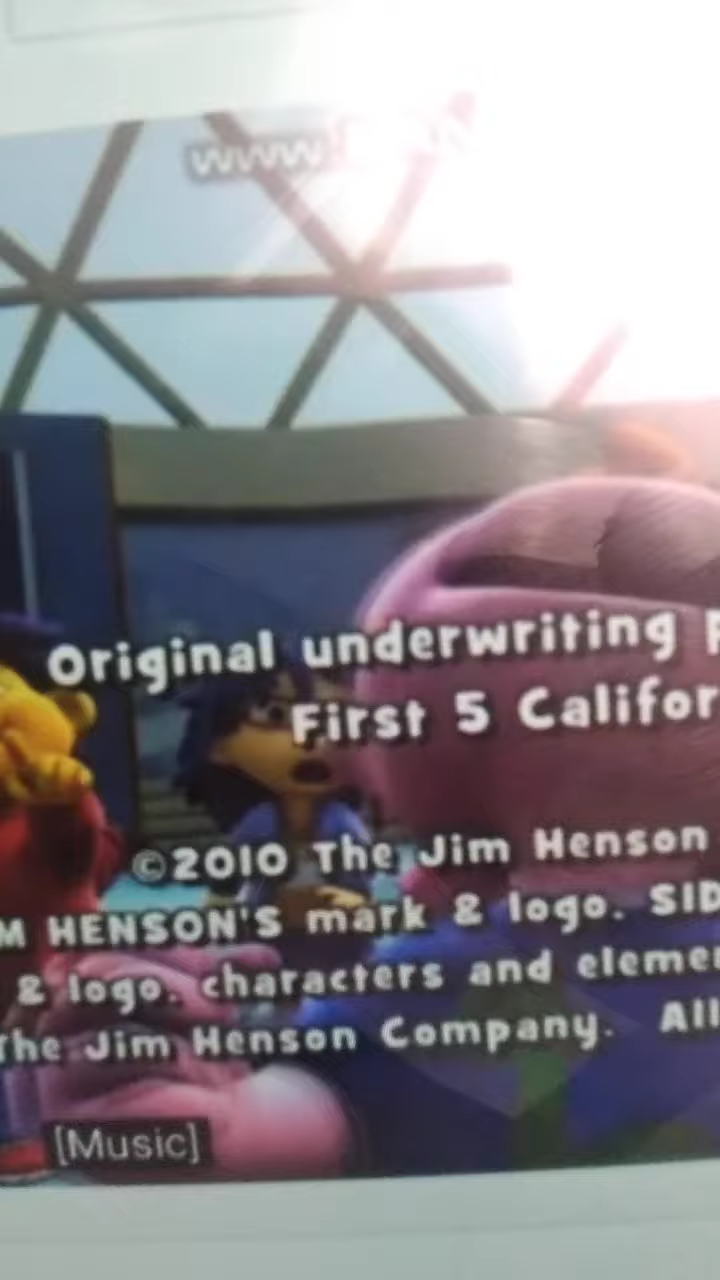 www.
Original underwriting
First 5 Califor
©2010 The Jim Henson
M HENSON'S mark & logo. SID
& logo. characters and elemen
The Jim Henson Company. All
[Music]